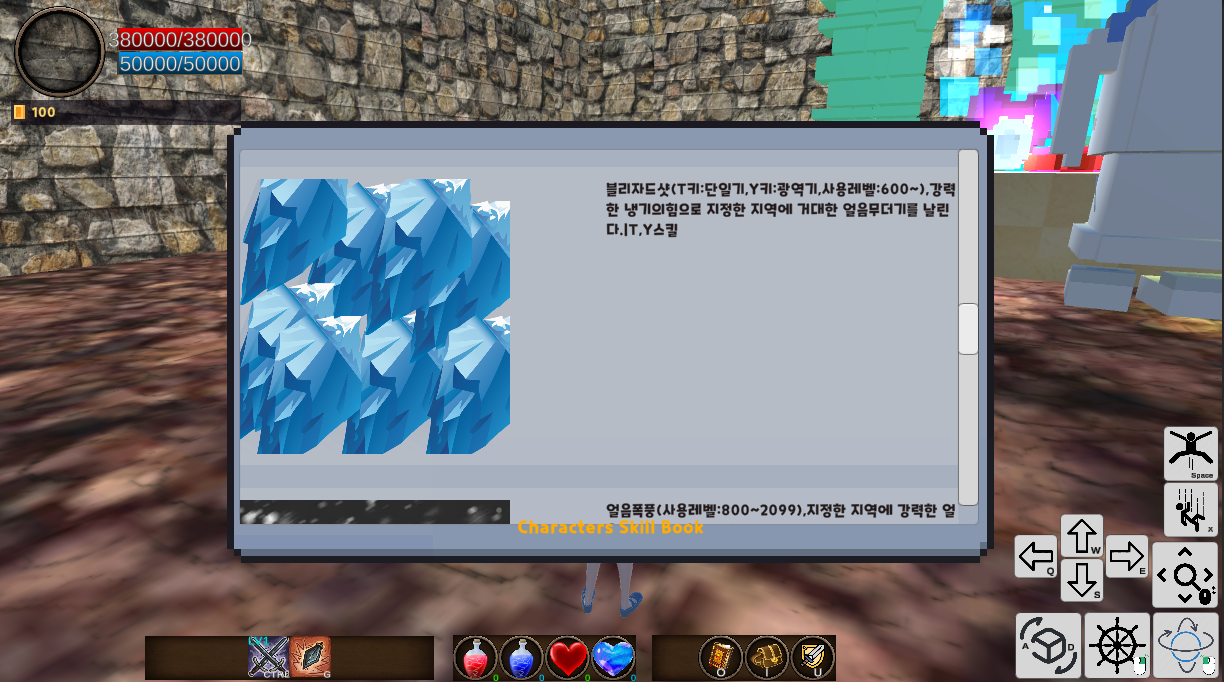 380000/380000
50000/50000
100
블리자드샷(T키:단일기,Y키:광역기,사용레벨:600~),강력
한 냉기의힘으로 지정한 지역에 거대한 얼음무더기를 날린
다.|T,Y스킬
얼음폭풍(사용레벨:800~2099),지정한 지역에 강력한 얼
Characters Skill Book
Space
X
W
Q
E
S
A
D
CTRL
G
0
0
0
0
O
I
U